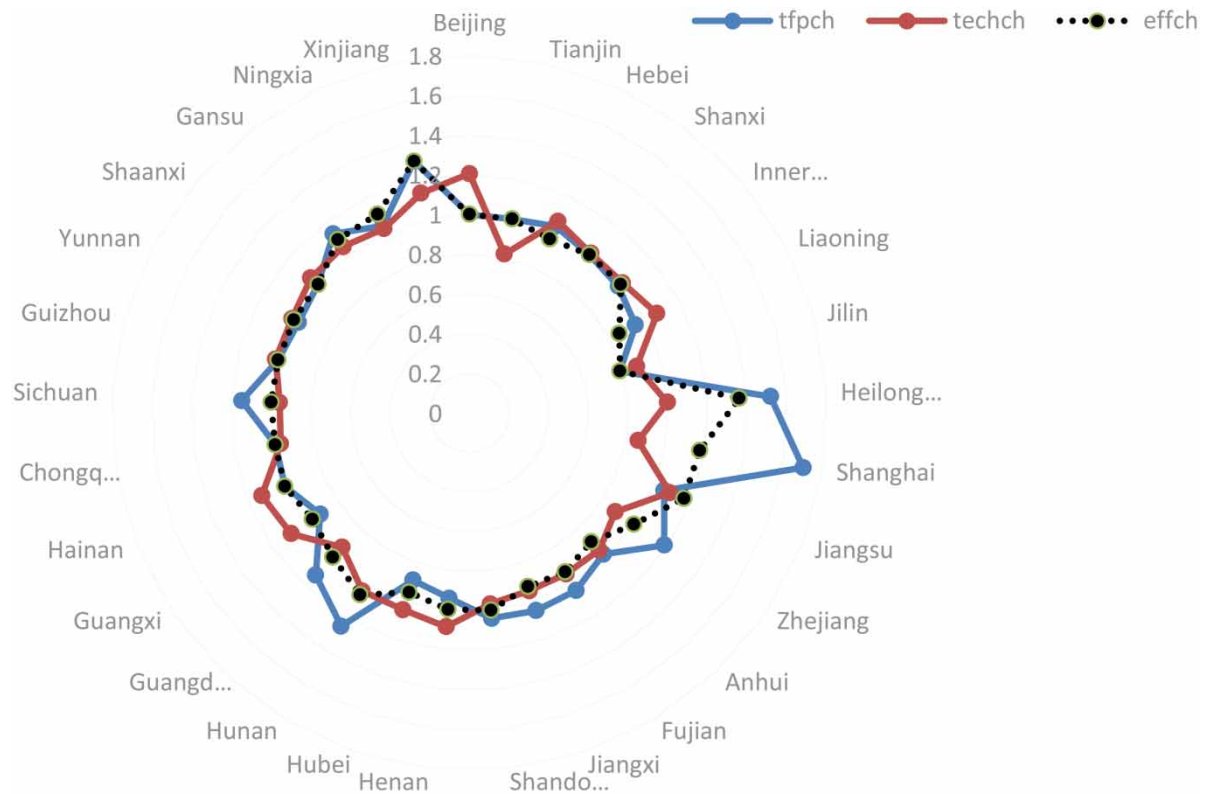 tfpch
techch
effch
Beijing
Tianjin
Hebei
Shanxi
Inner...
Liaoning
Jilin
Heilong...
Shanghai
Jiangsu
Zhejiang
Anhui
Fujian
Jiangxi
Shando...
Henan
Hubei
Hunan
Guangd...
Guangxi
Hainan
Chongq...
Sichuan
Guizhou
Yunnan
Shaanxi
Gansu
Ningxia
Xinjiang
1.8
1.6
1.4
1.2
1
0.8
0.6
0.4
0.2
0